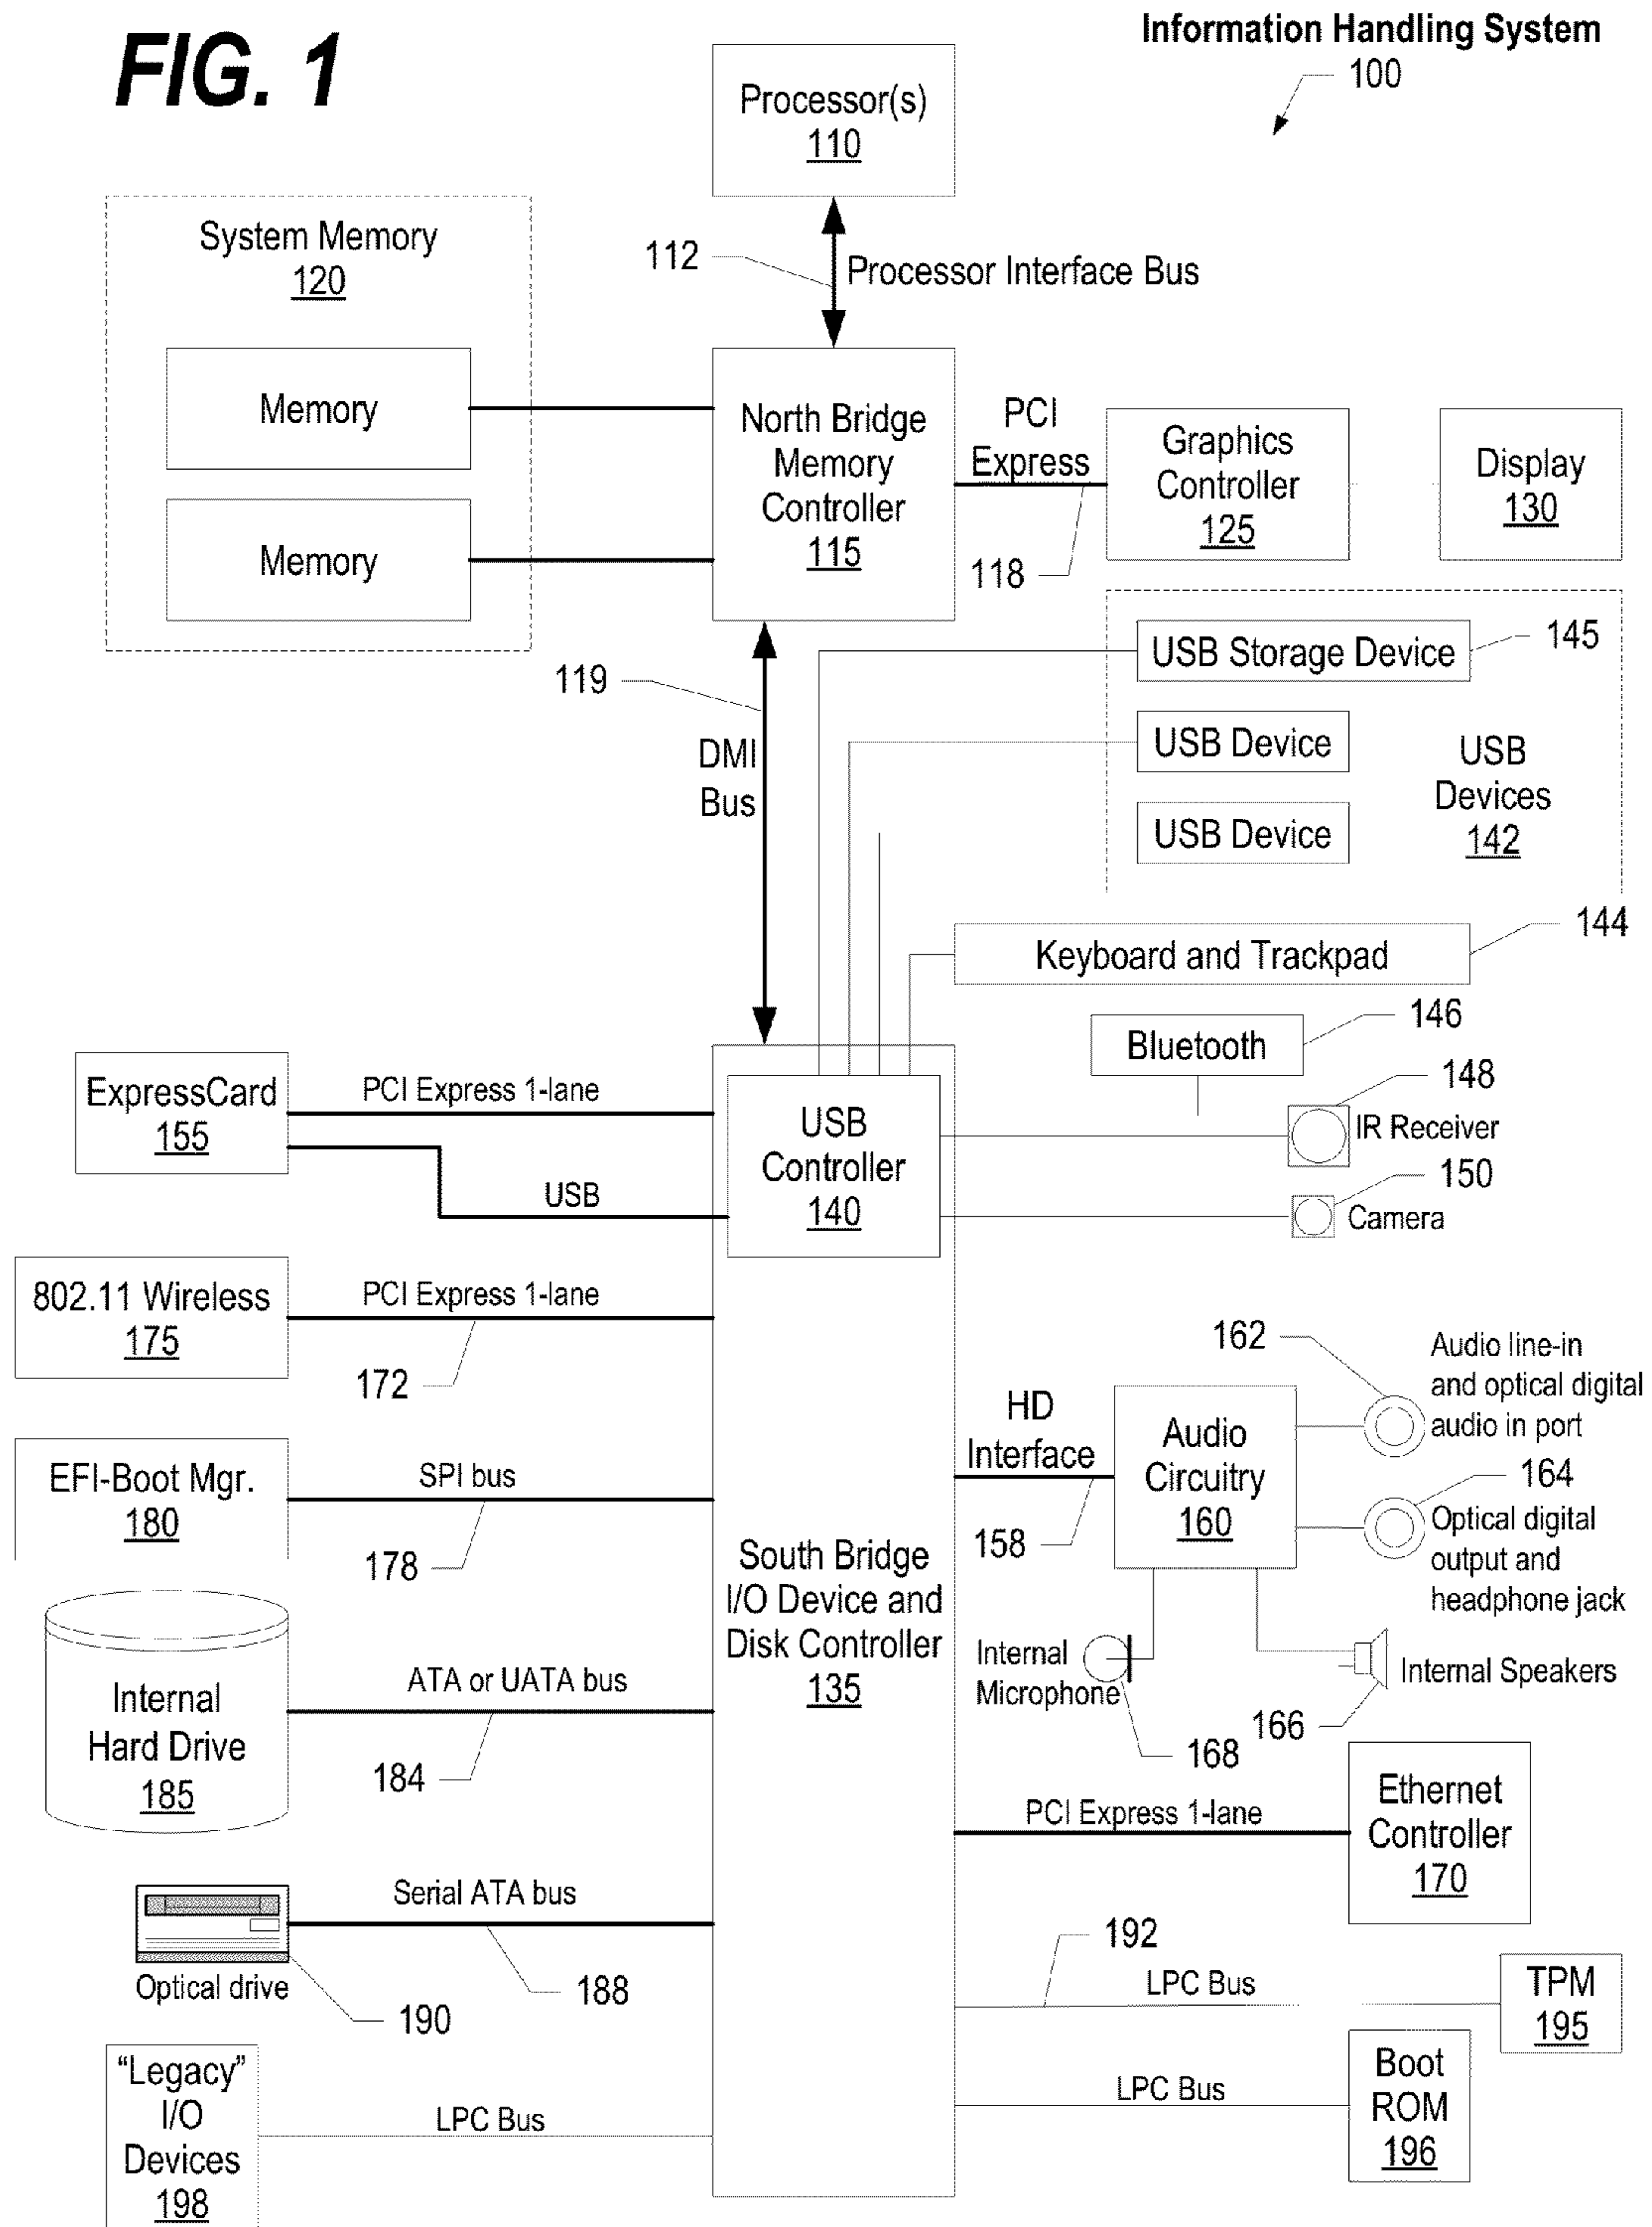 FIG. 1
Information Handling System
100
Processor(s)
110
System Memory
120
112
Processor Interface Bus
Memory
Memory
North Bridge
Memory
Controller
115
PCI
Express
118
Graphics
Controller
125
Display
130
119
DMI
Bus
USB Storage Device
145
USB Device
USB Device
USB
Devices
142
144
Keyboard and Trackpad
146
Bluetooth
148
IR Receiver
150
Camera
ExpressCard
155
PCI Express 1-lane
USB
USB
Controller
140
802.11 Wireless
175
PCI Express 1-lane
172
162
Audio line-in
and optical digital
audio in port
HD
Interface
158
Audio
Circuitry
160
164
Optical digital
output and
headphone jack
EFI-Boot Mgr.
180
SPI bus
178
South Bridge
I/O Device and
Disk Controller
135
Internal
Microphone
168
Internal Speakers
166
Internal
Hard Drive
185
ATA or UATA bus
184
PCI Express 1-lane
Ethernet
Controller
170
Serial ATA bus
188
Optical drive
190
192
LPC Bus
TPM
195
“Legacy”
I/O
Devices
198
LPC Bus
LPC Bus
Boot
ROM
196